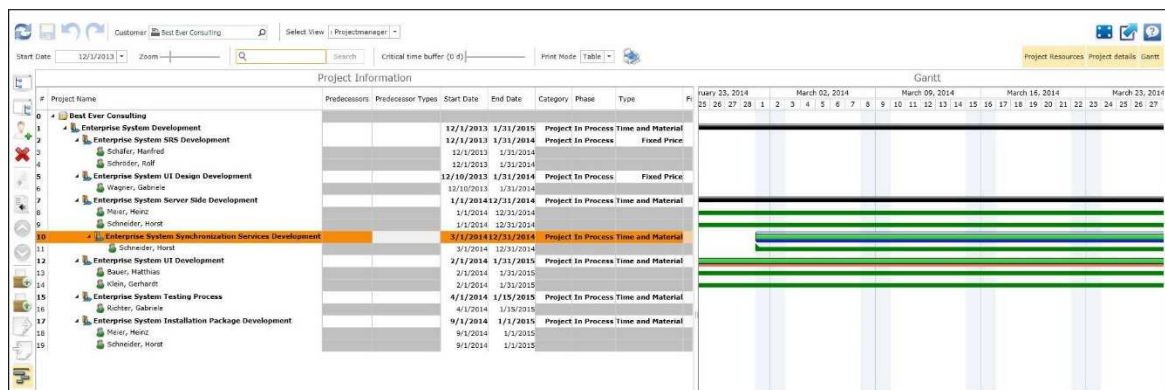 Customer Best Ever Consulting Select View : Projectmanager
Start Date 12/1/2013 Zoom Search Critical time buffer (0 d) Print Mode Table Project Resources Project details Gantt
Project Information Gantt
ruary 23, 2014 March 02, 2014 March 09, 2014 March 16, 2014 March 23, 201
# Project Name Predecessors Predecessor Types Start Date End Date Category Phase Type 25 26 27 28 1 2 3 4 5 6 7 8 9 10 11 12 13 14 15 16 17 18 19 20 21 22 23 24 25 26 27
0 Best Ever Consulting
1 Enterprise System Development 12/1/2013 1/31/2015 Project In Process Time and Material
2 Enterprise System SRS Development 12/1/2013 1/31/2014 Project In Process Fixed Price
3 Schäfer, Hanfred 12/1/2013 1/31/2014
4 Schröder, Rolf 12/1/2013 1/31/2014
5 Enterprise System UI Design Development 12/10/2013 1/31/2014 Project In Process Fixed Price
6 Wagner, Gabriele 12/10/2013 1/31/2014
7 Enterprise System Server Side Development 1/1/2014 12/31/2014 Project In Process Time and Material
8 Meier, Heinz 1/1/2014 12/31/2014
9 Schneider, Horst 1/1/2014 12/31/2014
10 Enterprise System Synchronization Services Development 3/1/2014 12/31/2014 Project In Process Time and Material
11 Schneider, Horst 3/1/2014 12/31/2014
12 Enterprise System UI Development 2/1/2014 1/31/2015 Project In Process Time and Material
13 Bauer, Matthias 2/1/2014 1/31/2015
14 Klein, Gerhardt 2/1/2014 1/31/2015
15 Enterprise System Testing Process 4/1/2014 1/15/2015 Project In Process Time and Material
16 Richter, Gabriele 4/1/2014 1/15/2015
17 Enterprise System Installation Package Development 9/1/2014 1/1/2015 Project In Process Time and Material
18 Meier, Heinz 9/1/2014 1/1/2015
19 Schneider, Horst 9/1/2014 1/1/2015